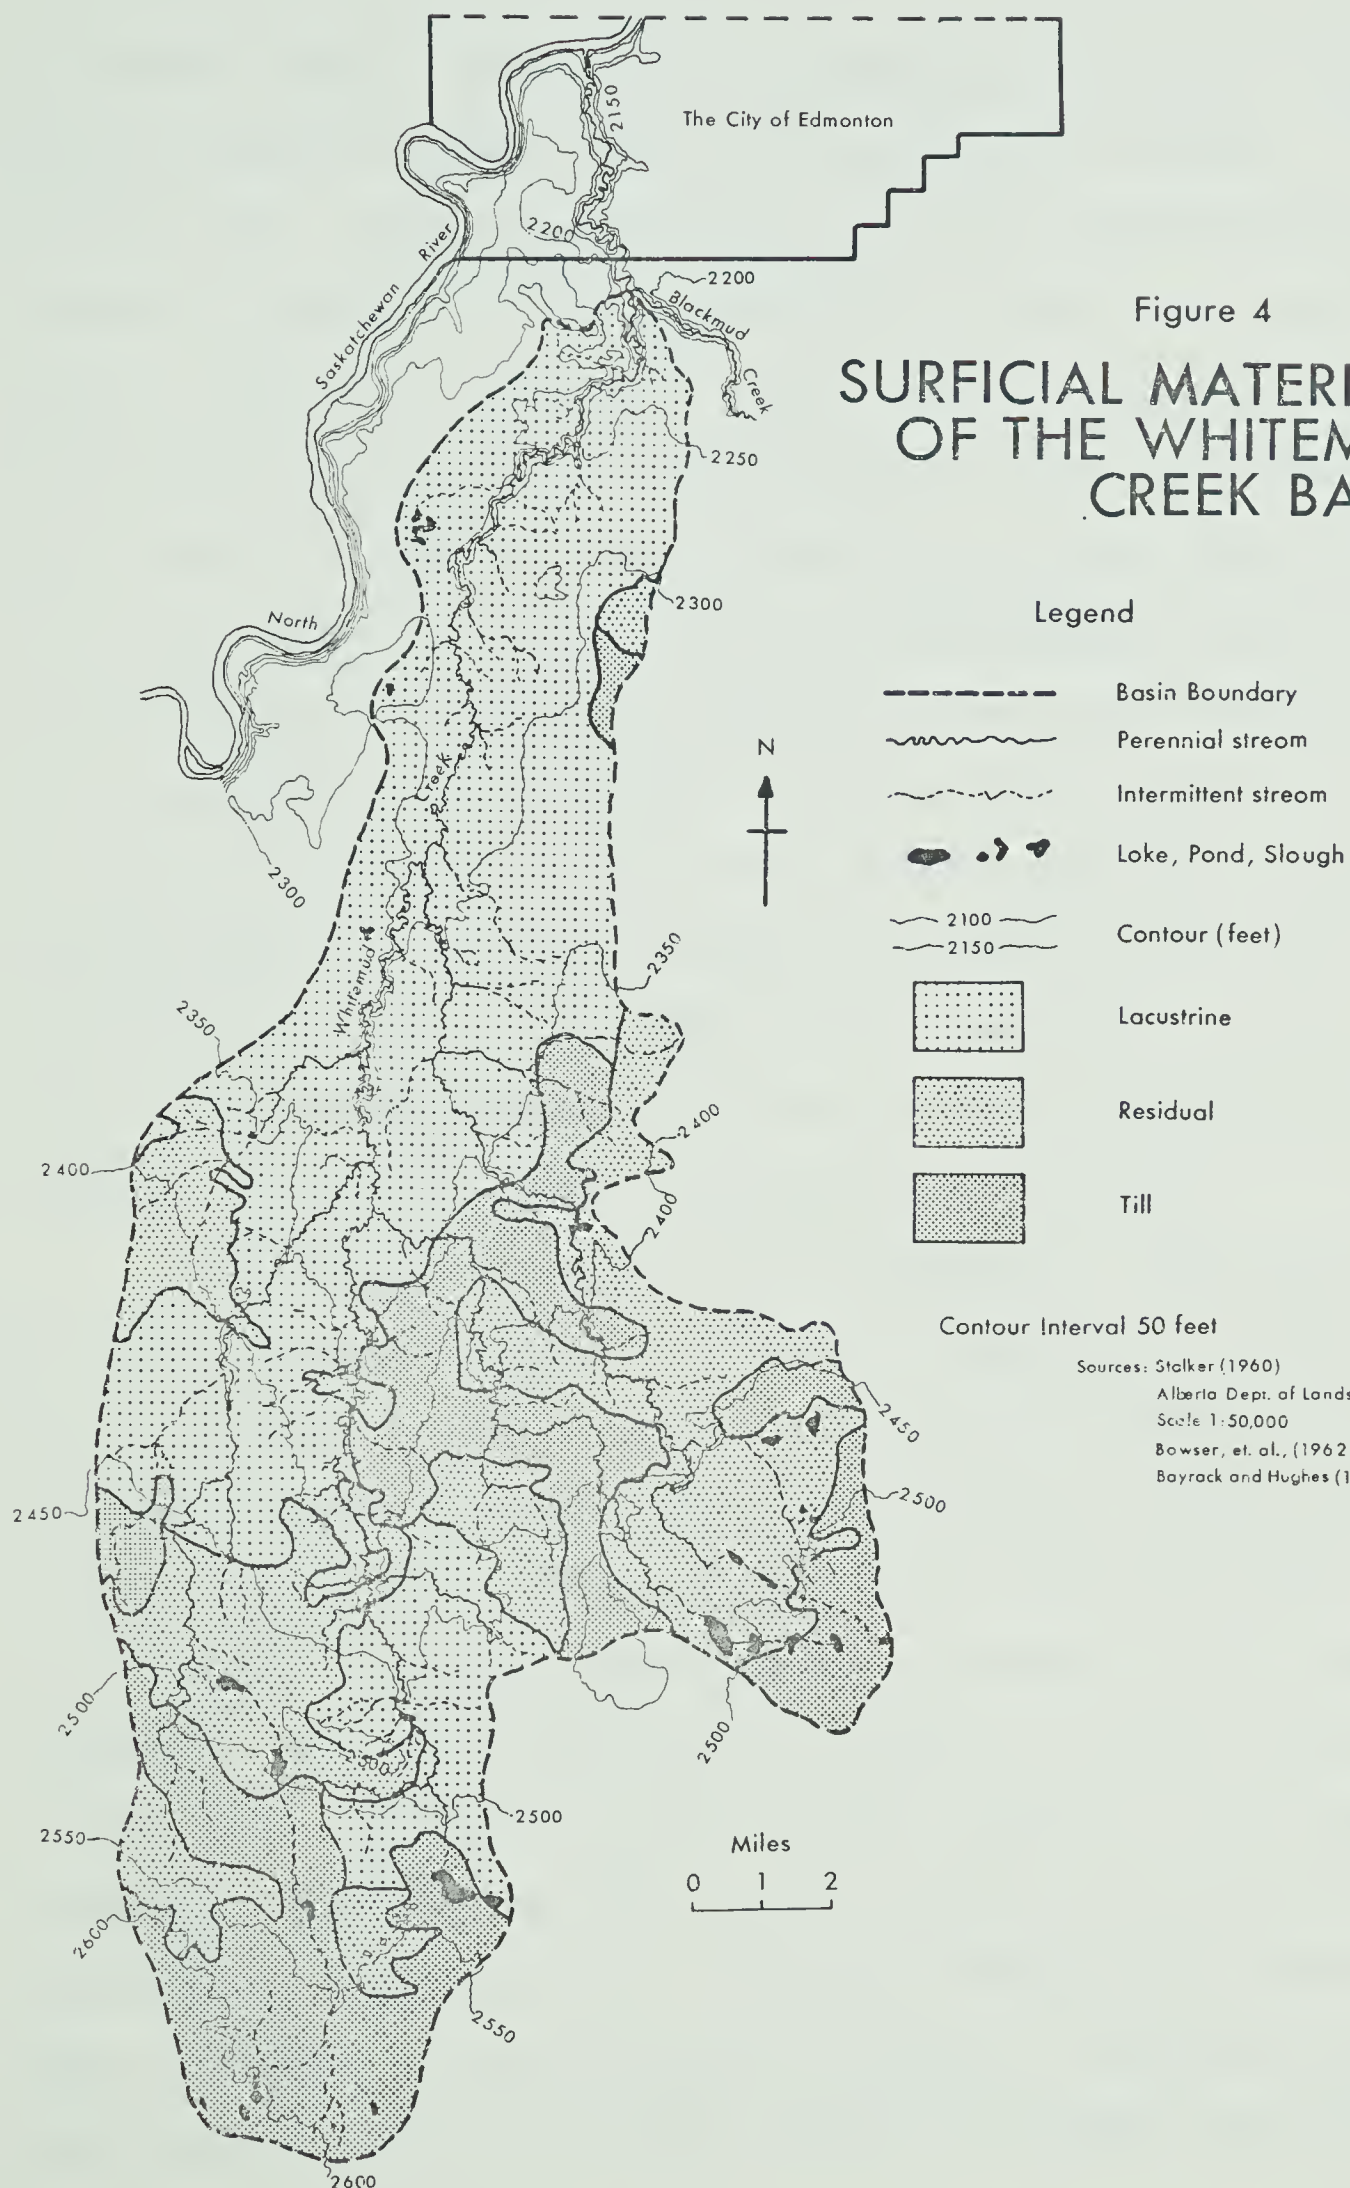 The City of Edmonton
2150
2200
2200
Saskatchewan River
Blackmud Creek
Figure 4
SURFICIAL MATERI
OF THE WHITEM
CREEK BA
2250
2300
North
Legend
Basin Boundary
Perennial streom
Intermittent streom
Loke, Pond, Slough
2100
2150
Contour (feet)
Lacustrine
Residual
Till
N
2300
Whitemud Creek
2350
2350
2400
2400
2400
Contour Interval 50 feet
Sources: Stalker (1960)
Alberta Dept. of Lands
Scale 1:50,000
Bowser, et. al., (1962
Bayrack and Hughes (1
2450
2450
2500
2500
2500
2500
2500
2550
2600
2550
2600
Miles
0 1 2